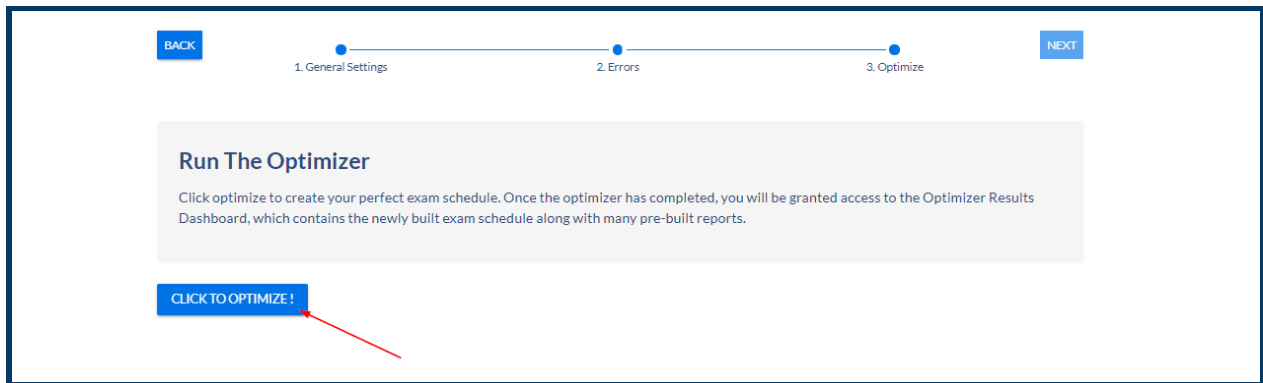 BACK
NEXT
1. General Settings
2. Errors
3. Optimize
Run The Optimizer
Click optimize to create your perfect exam schedule. Once the optimizer has completed, you will be granted access to the Optimizer Results
Dashboard, which contains the newly built exam schedule along with many pre-built reports.
CLICK TO OPTIMIZE !